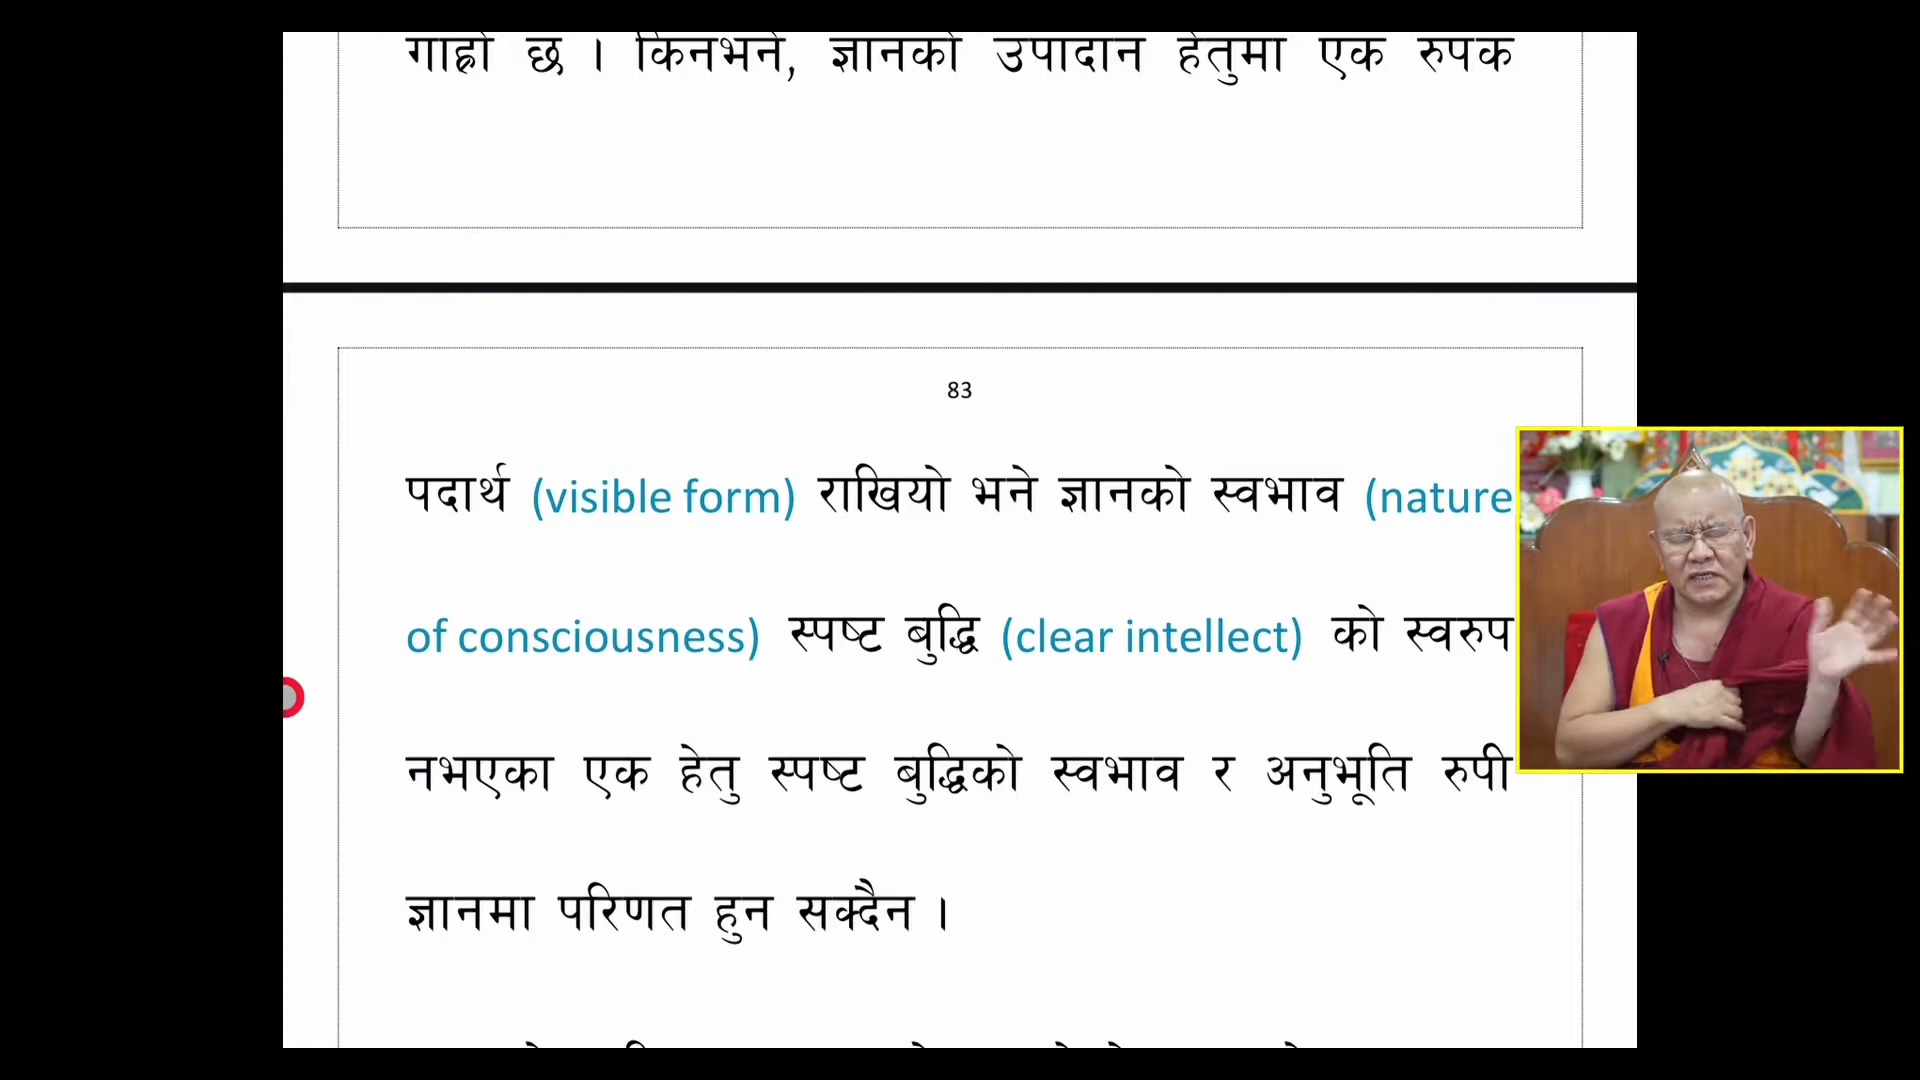 गाह्रो छ । किनभने, ज्ञानको उपादान हेतुमा एक रुपक
83
पदार्थ (visible form) राखियो भने ज्ञानको स्वभाव (nature
of consciousness) स्पष्ट बुद्धि (clear intellect) को स्वरुप
नभएका एक हेतु स्पष्ट बुद्धिको स्वभाव र अनुभूति रुपी
ज्ञानमा परिणत हुन सक्दैन ।